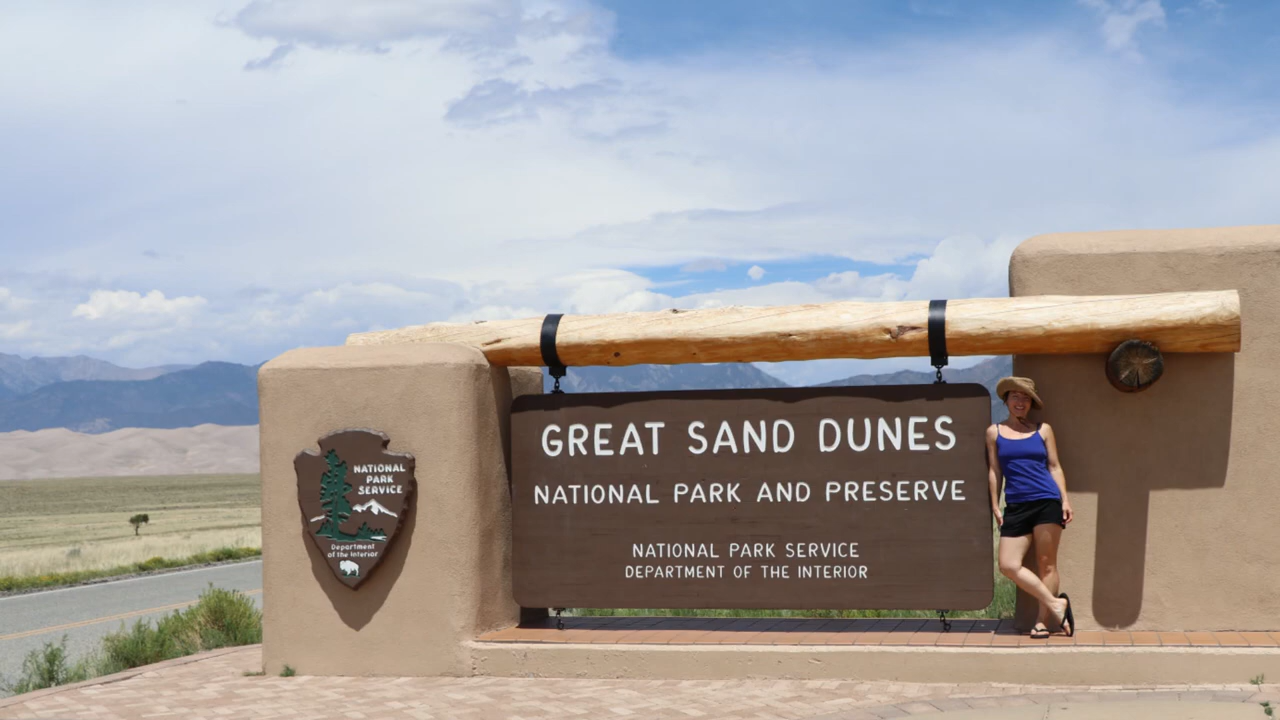 GREAT SAND DUNES
NATIONAL PARK AND PRESERVE
NATIONAL PARK SERVICE
DEPARTMENT OF THE INTERIOR
NATIONAL
PARK
SERVICE
Department
of the Interior